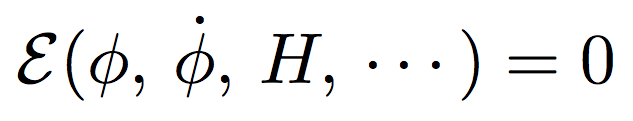 ℰ(ϕ, ϕ̇, H, ⋯) = 0